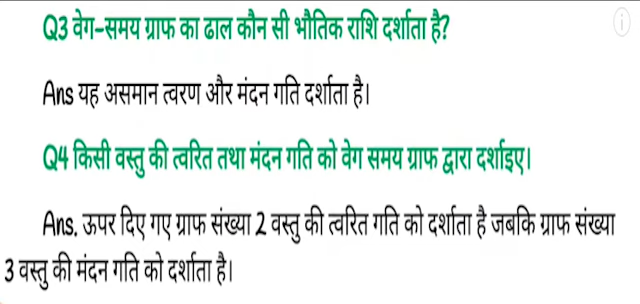 Q3 वेग-समय ग्राफ का ढाल कौन सी भौतिक राशि दर्शाता है?
Ans यह असमान त्वरण और मंदन गति दर्शाता है।
Q4 किसी वस्तु की त्वरित तथा मंदन गति को वेग समय ग्राफ द्वारा दर्शाइए।
Ans. ऊपर दिए गए ग्राफ संख्या 2 वस्तु की त्वरित गति को दर्शाता है जबकि ग्राफ संख्या
3 वस्तु की मंदन गति को दर्शाता है।